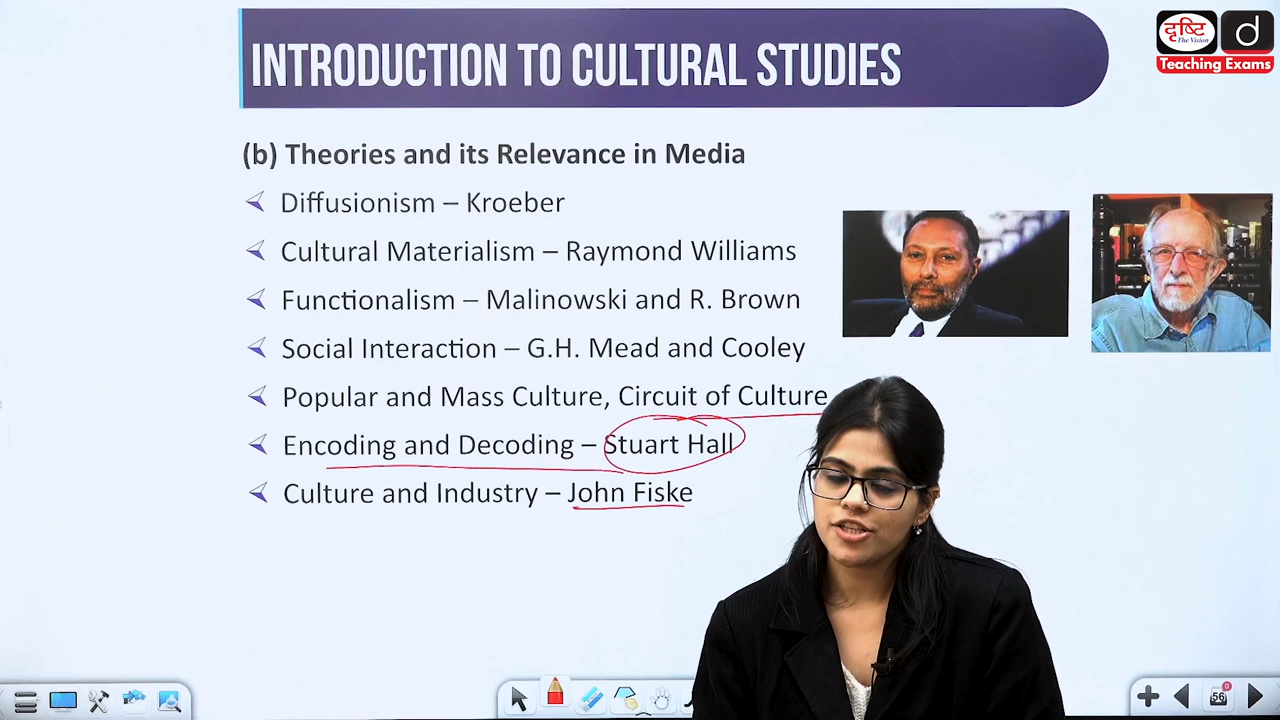 INTRODUCTION TO CULTURAL STUDIES
दृष्टि
The Vision
d
Teaching Exams
(b) Theories and its Relevance in Media
Diffusionism – Kroeber
Cultural Materialism – Raymond Williams
Functionalism – Malinowski and R. Brown
Social Interaction – G.H. Mead and Cooley
Popular and Mass Culture, Circuit of Culture
Encoding and Decoding – Stuart Hall
Culture and Industry – John Fiske
56
0